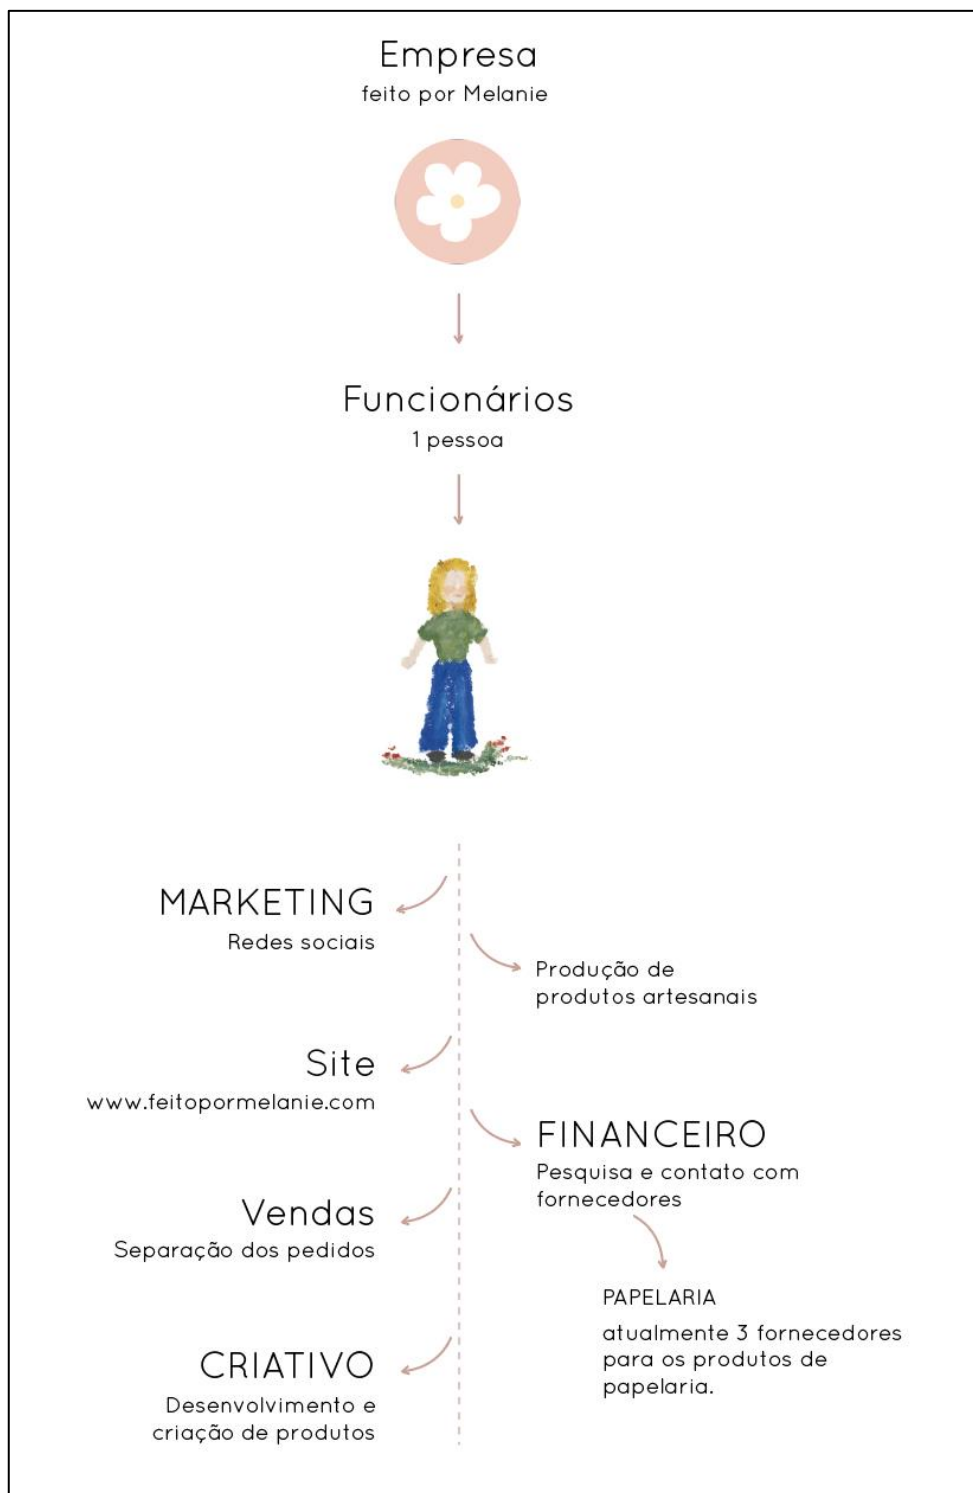 Empresa
feito por Melanie
Funcionários
1 pessoa
MARKETING
Redes sociais
Produção de
produtos artesanais
Site
www.feitopormelanie.com
FINANCEIRO
Pesquisa e contato com
fornecedores
Vendas
Separação dos pedidos
PAPELARIA
atualmente 3 fornecedores
para os produtos de
papelaria.
CRIATIVO
Desenvolvimento e
criação de produtos